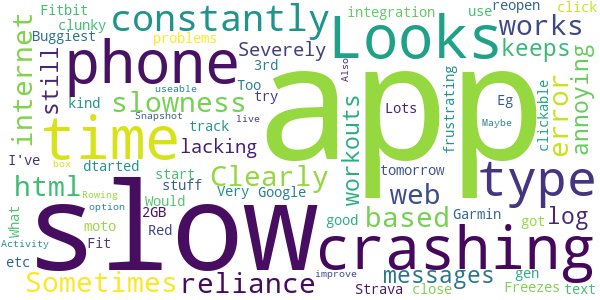 Fitbit
clunky
Buggiest
internet
still
phone
constantly
problems
Severely
3rd
Looks
integration
use
reopen
click
works
keeps
kind
useable
slowness
Too
try
Also
app
frustrating
Eg
Lots
Maybe
clickable
error
annoying
time
track
Snapshot
live
workouts
lacking
I've
box
dtarted
start
Clearly
stuff
Very
Google
tomorrow
web
type
html
Rowing
option
Would
2GB
slow
based
Garmin
log
What
Fit
moto
Red
good
got
crashing
Activity
etc
Sometimes
reliance
improve
messages
Strava
close
gen
Freezes
text